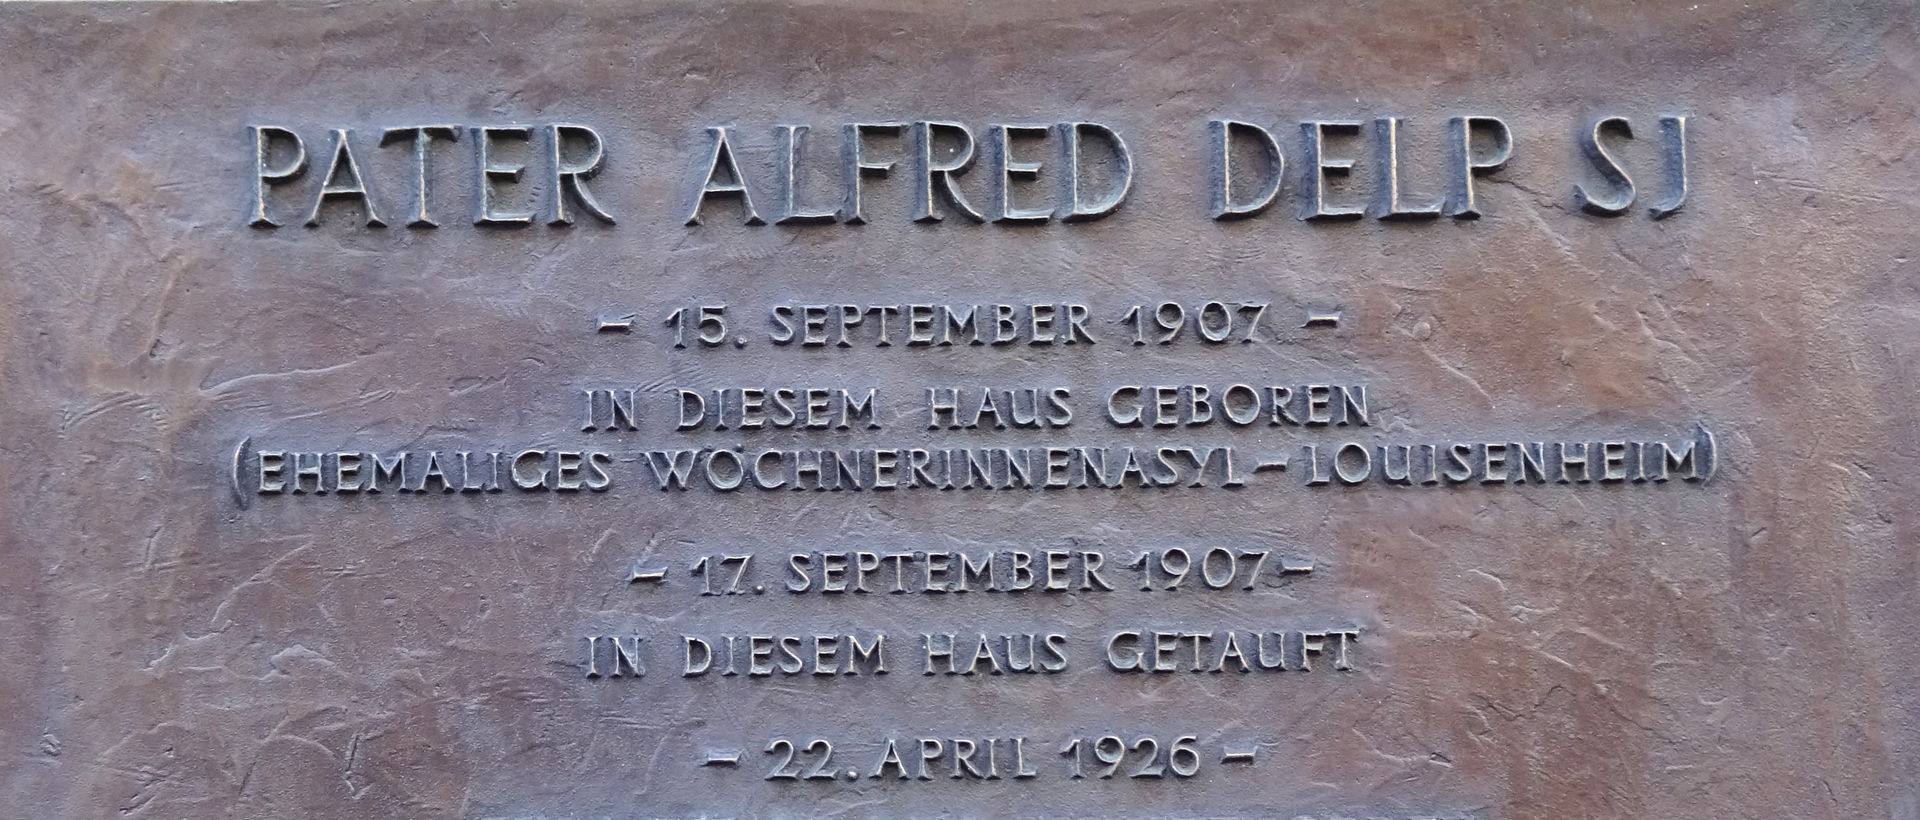 PATER ALFRED DELP SJ
- 15. SEPTEMBER 1907 -
IN DIESEM HAUS GEBOREN
(EHEMALIGES WÖCHNERINNENASYL-LOUISENHEIM)
- 17. SEPTEMBER 1907 -
IN DIESEM HAUS GETAUFT
- 22. APRIL 1926 -